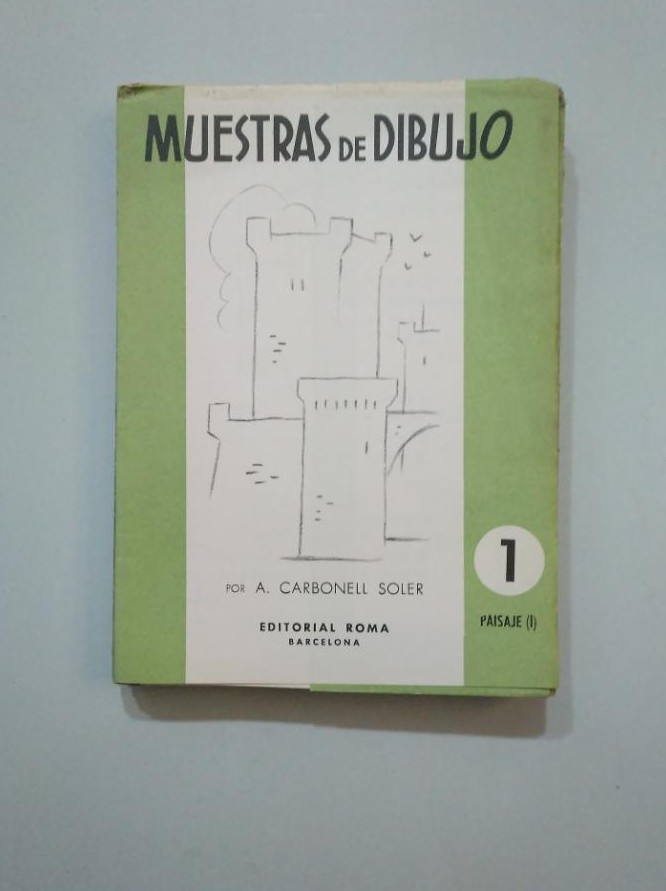 MUESTRAS DE DIBUJO
POR A. CARBONELL SOLER
EDITORIAL ROMA
BARCELONA
1
PAISAJE (I)